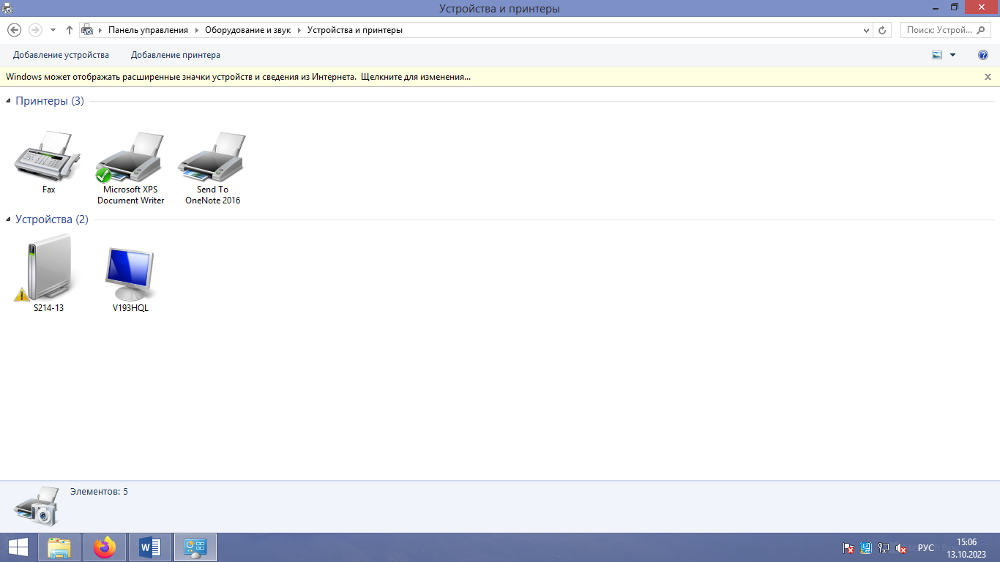 Устройства и принтеры
Панель управления Оборудование и звук Устройства и принтеры
Поиск: Устрой...
Добавление устройства Добавление принтера
Windows может отображать расширенные значки устройств и сведения из Интернета. Щелкните для изменения...
Принтеры (3)
Fax
Microsoft XPS
Document Writer
Send To
OneNote 2016
Устройства (2)
S214-13
V193HQL
Элементов: 5
РУС
15:06
13.10.2023